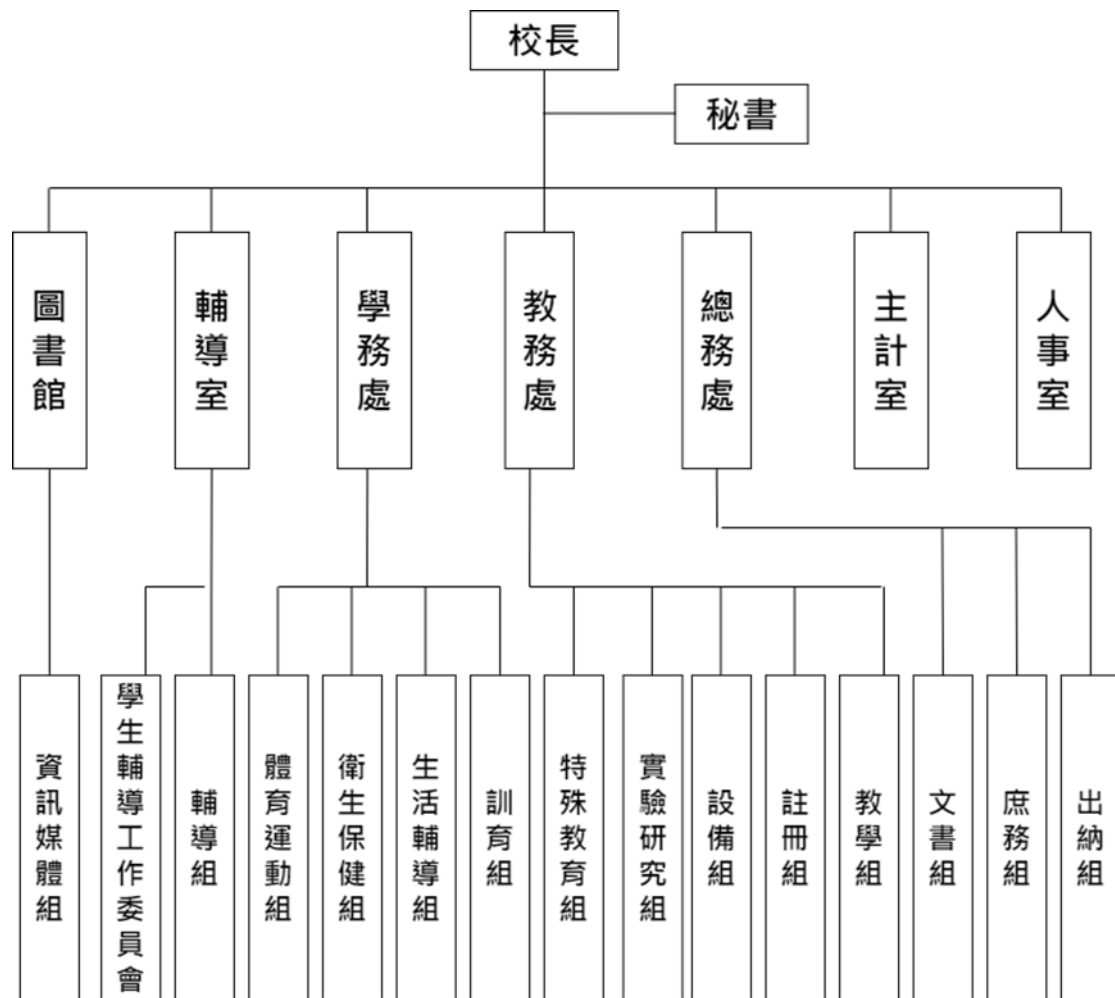 校長
秘書
圖書館
輔導室
學務處
教務處
總務處
主計室
人事室
資訊媒體組
學生輔導工作委員會
輔導組
體育運動組
衛生保健組
生活輔導組
訓育組
特殊教育組
實驗研究組
設備組
註冊組
教學組
文書組
庶務組
出納組